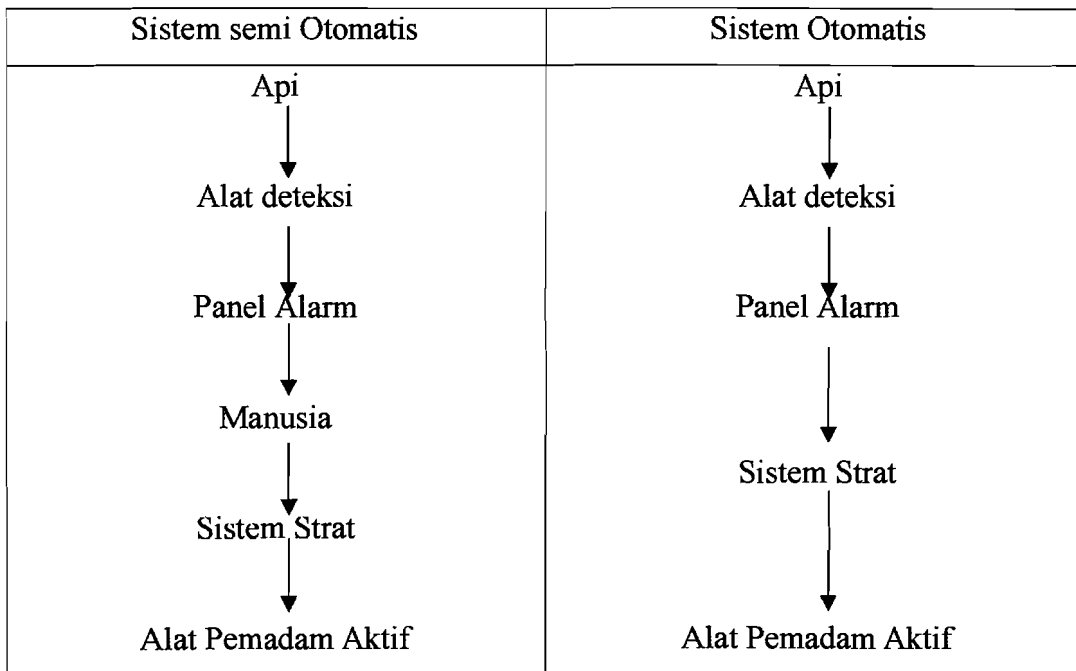 Sistem semi Otomatis
Api
Alat deteksi
Panel Alarm
Manusia
Sistem Strat
Alat Pemadam Aktif
Sistem Otomatis
Api
Alat deteksi
Panel Alarm
Sistem Strat
Alat Pemadam Aktif